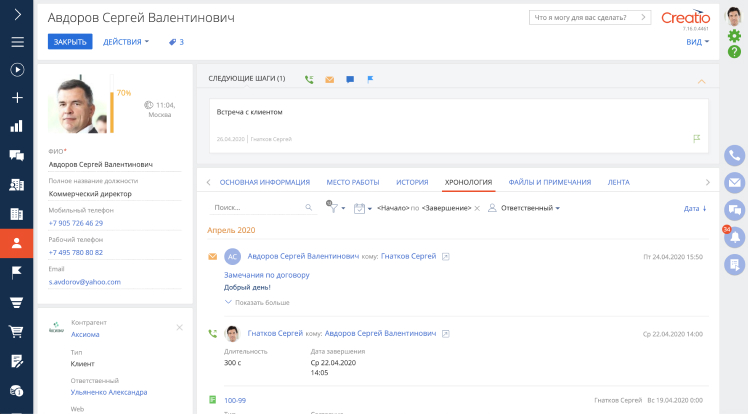 Авдоров Сергей Валентинович
Что я могу для вас сделать?
Creatio
7.16.0.4461
ЗАКРЫТЬ
ДЕЙСТВИЯ
3
ВИД
70%
11:04,
Москва
ФИО*
Авдоров Сергей Валентинович
Полное название должности
Коммерческий директор
Мобильный телефон
+7 905 726 46 29
Рабочий телефон
+7 495 780 80 82
Email
s.avdorov@yahoo.com
Контрагент
Аксиома
Тип
Клиент
Ответственный
Ульяненко Александра
Web
СЛЕДУЮЩИЕ ШАГИ (1)
Встреча с клиентом
26.04.2020 | Гнатков Сергей
ОСНОВНАЯ ИНФОРМАЦИЯ МЕСТО РАБОТЫ ИСТОРИЯ ХРОНОЛОГИЯ ФАЙЛЫ И ПРИМЕЧАНИЯ ЛЕНТА
Поиск... <Начало> по <Завершение> Ответственный Дата
Апрель 2020
АС Авдоров Сергей Валентинович кому: Гнатков Сергей Пт 24.04.2020 15:50
Замечания по договору
Добрый день!
Показать больше
Гнатков Сергей кому: Авдоров Сергей Валентинович Ср 22.04.2020 14:00
Длительность Дата завершения
300 с Ср 22.04.2020
14:05
100-99 Гнатков Сергей Вс 19.04.2020 0:00
34